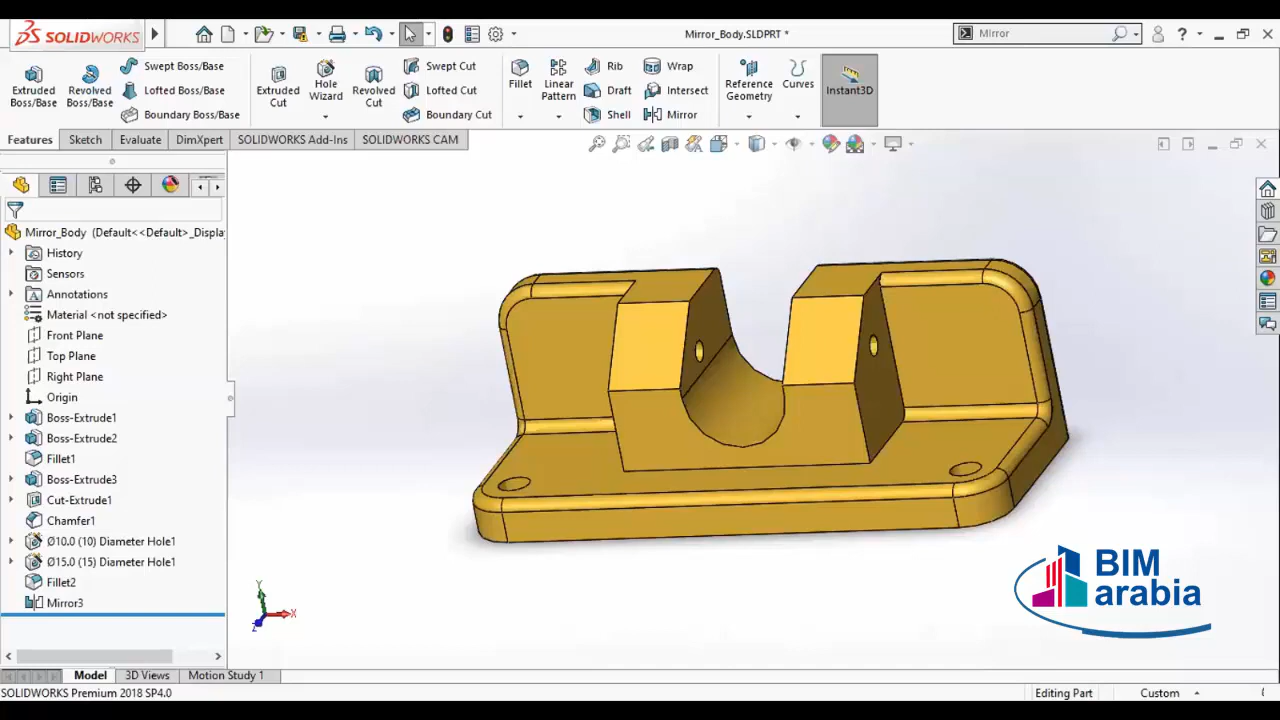 SOLIDWORKS
Mirror_Body.SLDPRT *
Mirror
Extruded Boss/Base
Revolved Boss/Base
Swept Boss/Base
Lofted Boss/Base
Boundary Boss/Base
Extruded Cut
Hole Wizard
Revolved Cut
Swept Cut
Lofted Cut
Boundary Cut
Fillet
Linear Pattern
Rib
Draft
Shell
Wrap
Intersect
Mirror
Reference Geometry
Curves
Instant3D
Features
Sketch
Evaluate
DimXpert
SOLIDWORKS Add-Ins
SOLIDWORKS CAM
Mirror_Body (Default<<Default>_Displa
History
Sensors
Annotations
Material <not specified>
Front Plane
Top Plane
Right Plane
Origin
Boss-Extrude1
Boss-Extrude2
Fillet1
Boss-Extrude3
Cut-Extrude1
Chamfer1
Ø10.0 (10) Diameter Hole1
Ø15.0 (15) Diameter Hole1
Fillet2
Mirror3
Y
X
Z
BIM
arabia
Model
3D Views
Motion Study 1
SOLIDWORKS Premium 2018 SP4.0
Editing Part
Custom